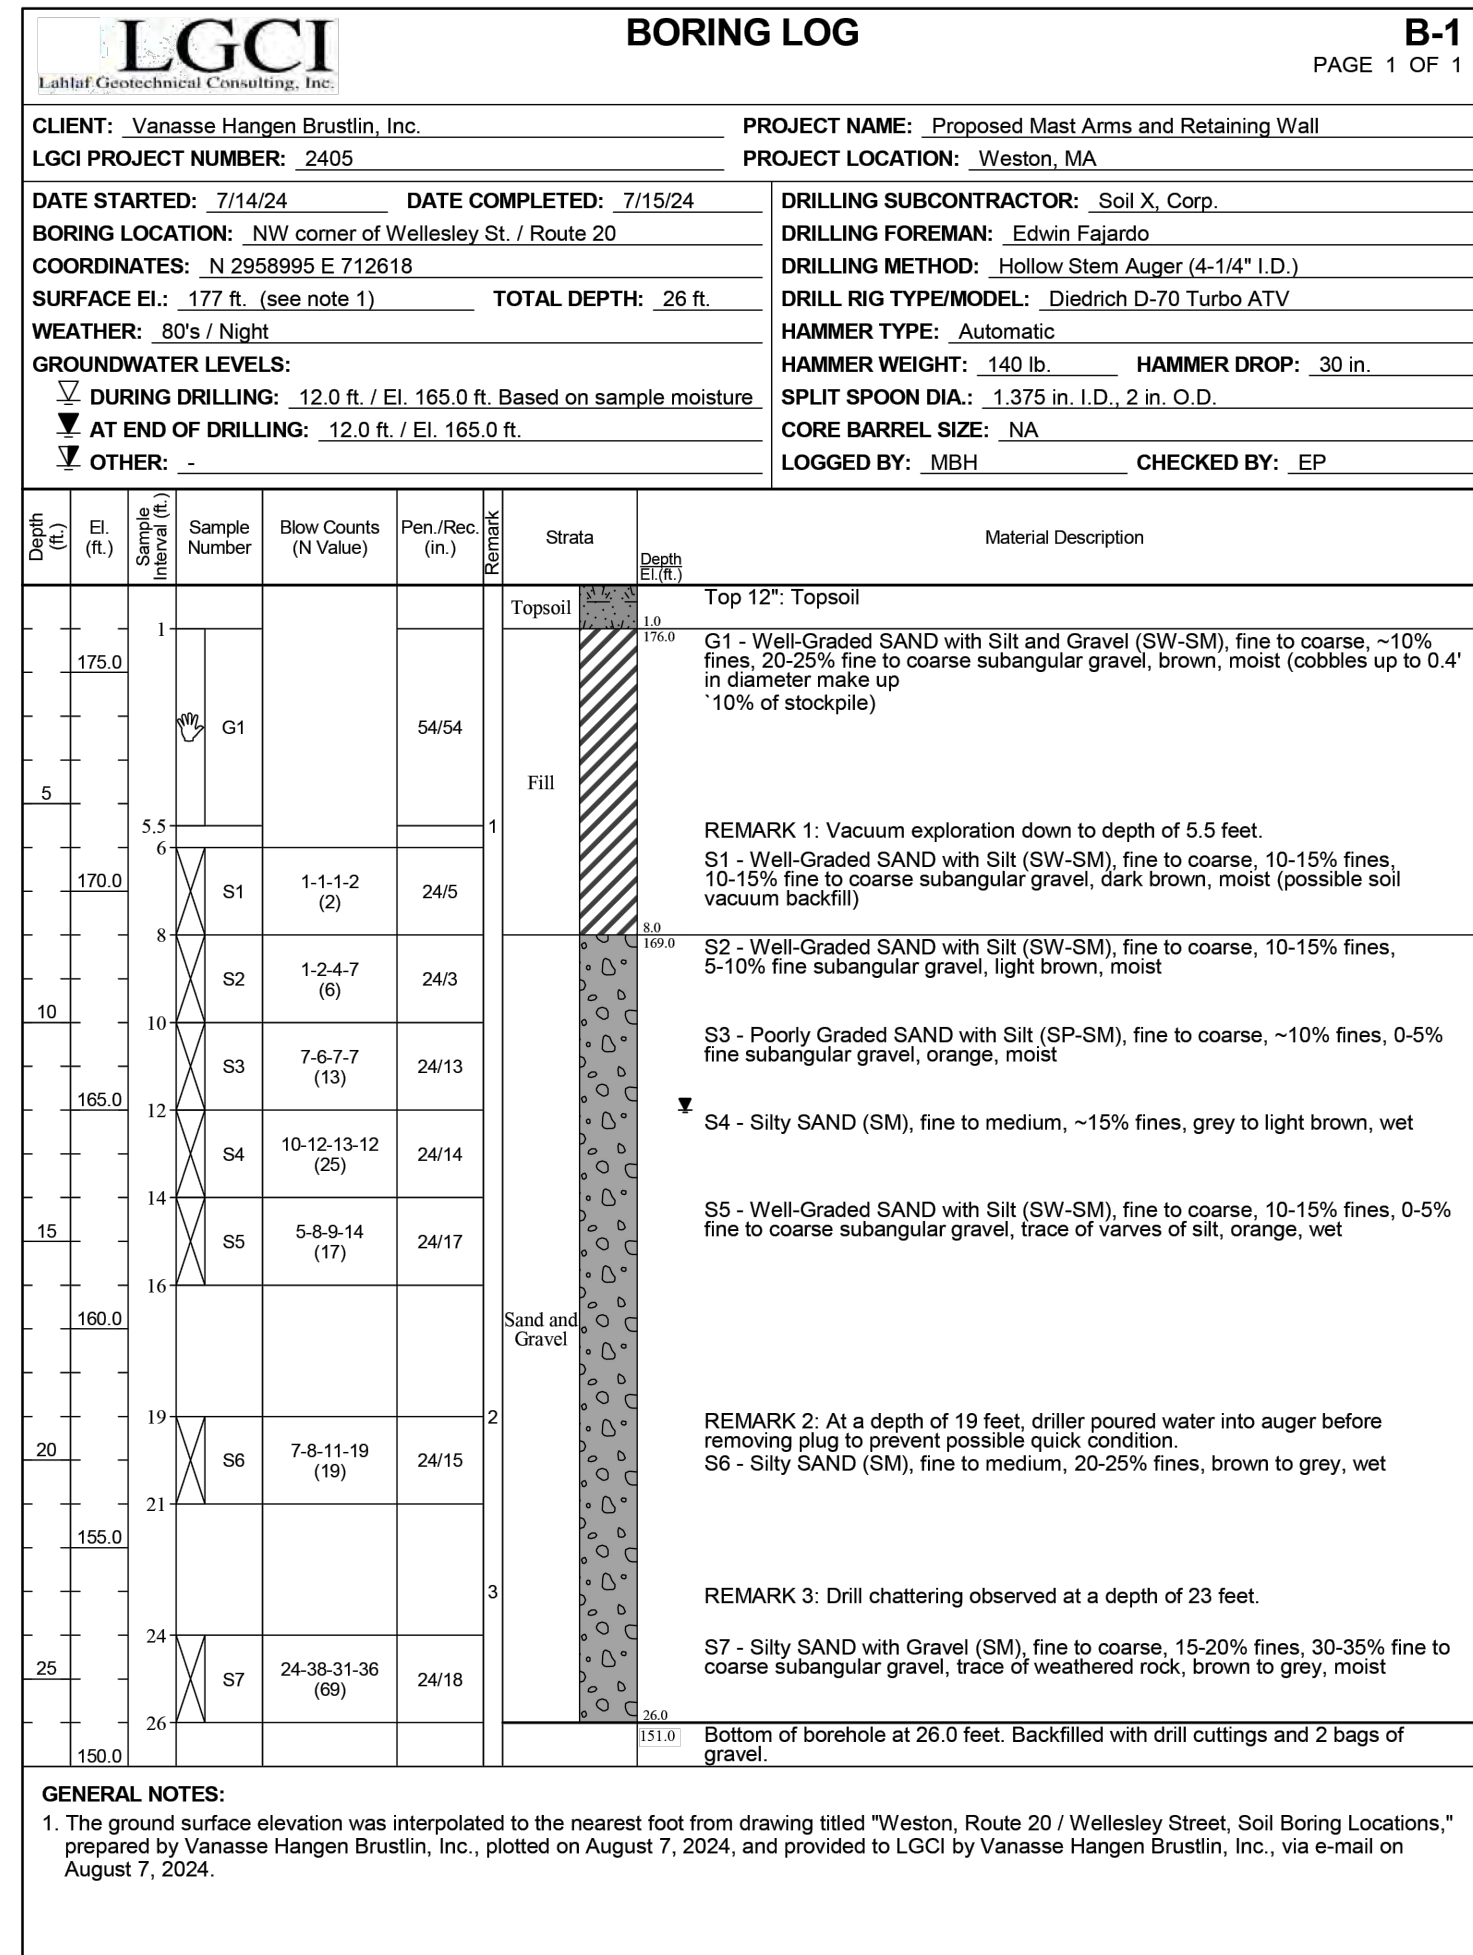 LGCI
Lahlaf Geotechnical Consulting, Inc.
BORING LOG
B-1
PAGE 1 OF 1
CLIENT: Vanasse Hangen Brustlin, Inc.
PROJECT NAME: Proposed Mast Arms and Retaining Wall
LGCI PROJECT NUMBER: 2405
PROJECT LOCATION: Weston, MA
DATE STARTED: 7/14/24 DATE COMPLETED: 7/15/24
BORING LOCATION: NW corner of Wellesley St. / Route 20
COORDINATES: N 2958995 E 712618
SURFACE El.: 177 ft. (see note 1) TOTAL DEPTH: 26 ft.
WEATHER: 80's / Night
GROUNDWATER LEVELS:
DURING DRILLING: 12.0 ft. / El. 165.0 ft. Based on sample moisture
AT END OF DRILLING: 12.0 ft. / El. 165.0 ft.
OTHER: -
DRILLING SUBCONTRACTOR: Soil X, Corp.
DRILLING FOREMAN: Edwin Fajardo
DRILLING METHOD: Hollow Stem Auger (4-1/4" I.D.)
DRILL RIG TYPE/MODEL: Diedrich D-70 Turbo ATV
HAMMER TYPE: Automatic
HAMMER WEIGHT: 140 lb. HAMMER DROP: 30 in.
SPLIT SPOON DIA.: 1.375 in. I.D., 2 in. O.D.
CORE BARREL SIZE: NA
LOGGED BY: MBH CHECKED BY: EP
Depth (ft.)
El. (ft.)
Sample Interval (ft.)
Sample Number
Blow Counts (N Value)
Pen./Rec. (in.)
Remark
Strata
Depth
El.(ft.)
Material Description
Topsoil
Top 12": Topsoil
1.0
1
176.0
175.0
G1
54/54
G1 - Well-Graded SAND with Silt and Gravel (SW-SM), fine to coarse, ~10%
fines, 20-25% fine to coarse subangular gravel, brown, moist (cobbles up to 0.4'
in diameter make up
`10% of stockpile)
Fill
5
5.5
1
REMARK 1: Vacuum exploration down to depth of 5.5 feet.
6
170.0
S1
1-1-1-2
(2)
24/5
S1 - Well-Graded SAND with Silt (SW-SM), fine to coarse, 10-15% fines,
10-15% fine to coarse subangular gravel, dark brown, moist (possible soil
vacuum backfill)
8.0
8
169.0
S2
1-2-4-7
(6)
24/3
S2 - Well-Graded SAND with Silt (SW-SM), fine to coarse, 10-15% fines,
5-10% fine subangular gravel, light brown, moist
10
10
S3
7-6-7-7
(13)
24/13
S3 - Poorly Graded SAND with Silt (SP-SM), fine to coarse, ~10% fines, 0-5%
fine subangular gravel, orange, moist
165.0
12
S4
10-12-13-12
(25)
24/14
S4 - Silty SAND (SM), fine to medium, ~15% fines, grey to light brown, wet
14
15
S5
5-8-9-14
(17)
24/17
S5 - Well-Graded SAND with Silt (SW-SM), fine to coarse, 10-15% fines, 0-5%
fine to coarse subangular gravel, trace of varves of silt, orange, wet
16
160.0
Sand and
Gravel
19
2
REMARK 2: At a depth of 19 feet, driller poured water into auger before
removing plug to prevent possible quick condition.
20
S6
7-8-11-19
(19)
24/15
S6 - Silty SAND (SM), fine to medium, 20-25% fines, brown to grey, wet
21
155.0
3
REMARK 3: Drill chattering observed at a depth of 23 feet.
24
25
S7
24-38-31-36
(69)
24/18
S7 - Silty SAND with Gravel (SM), fine to coarse, 15-20% fines, 30-35% fine to
coarse subangular gravel, trace of weathered rock, brown to grey, moist
26.0
26
151.0
150.0
Bottom of borehole at 26.0 feet. Backfilled with drill cuttings and 2 bags of
gravel.
GENERAL NOTES:
1. The ground surface elevation was interpolated to the nearest foot from drawing titled "Weston, Route 20 / Wellesley Street, Soil Boring Locations,"
prepared by Vanasse Hangen Brustlin, Inc., plotted on August 7, 2024, and provided to LGCI by Vanasse Hangen Brustlin, Inc., via e-mail on
August 7, 2024.